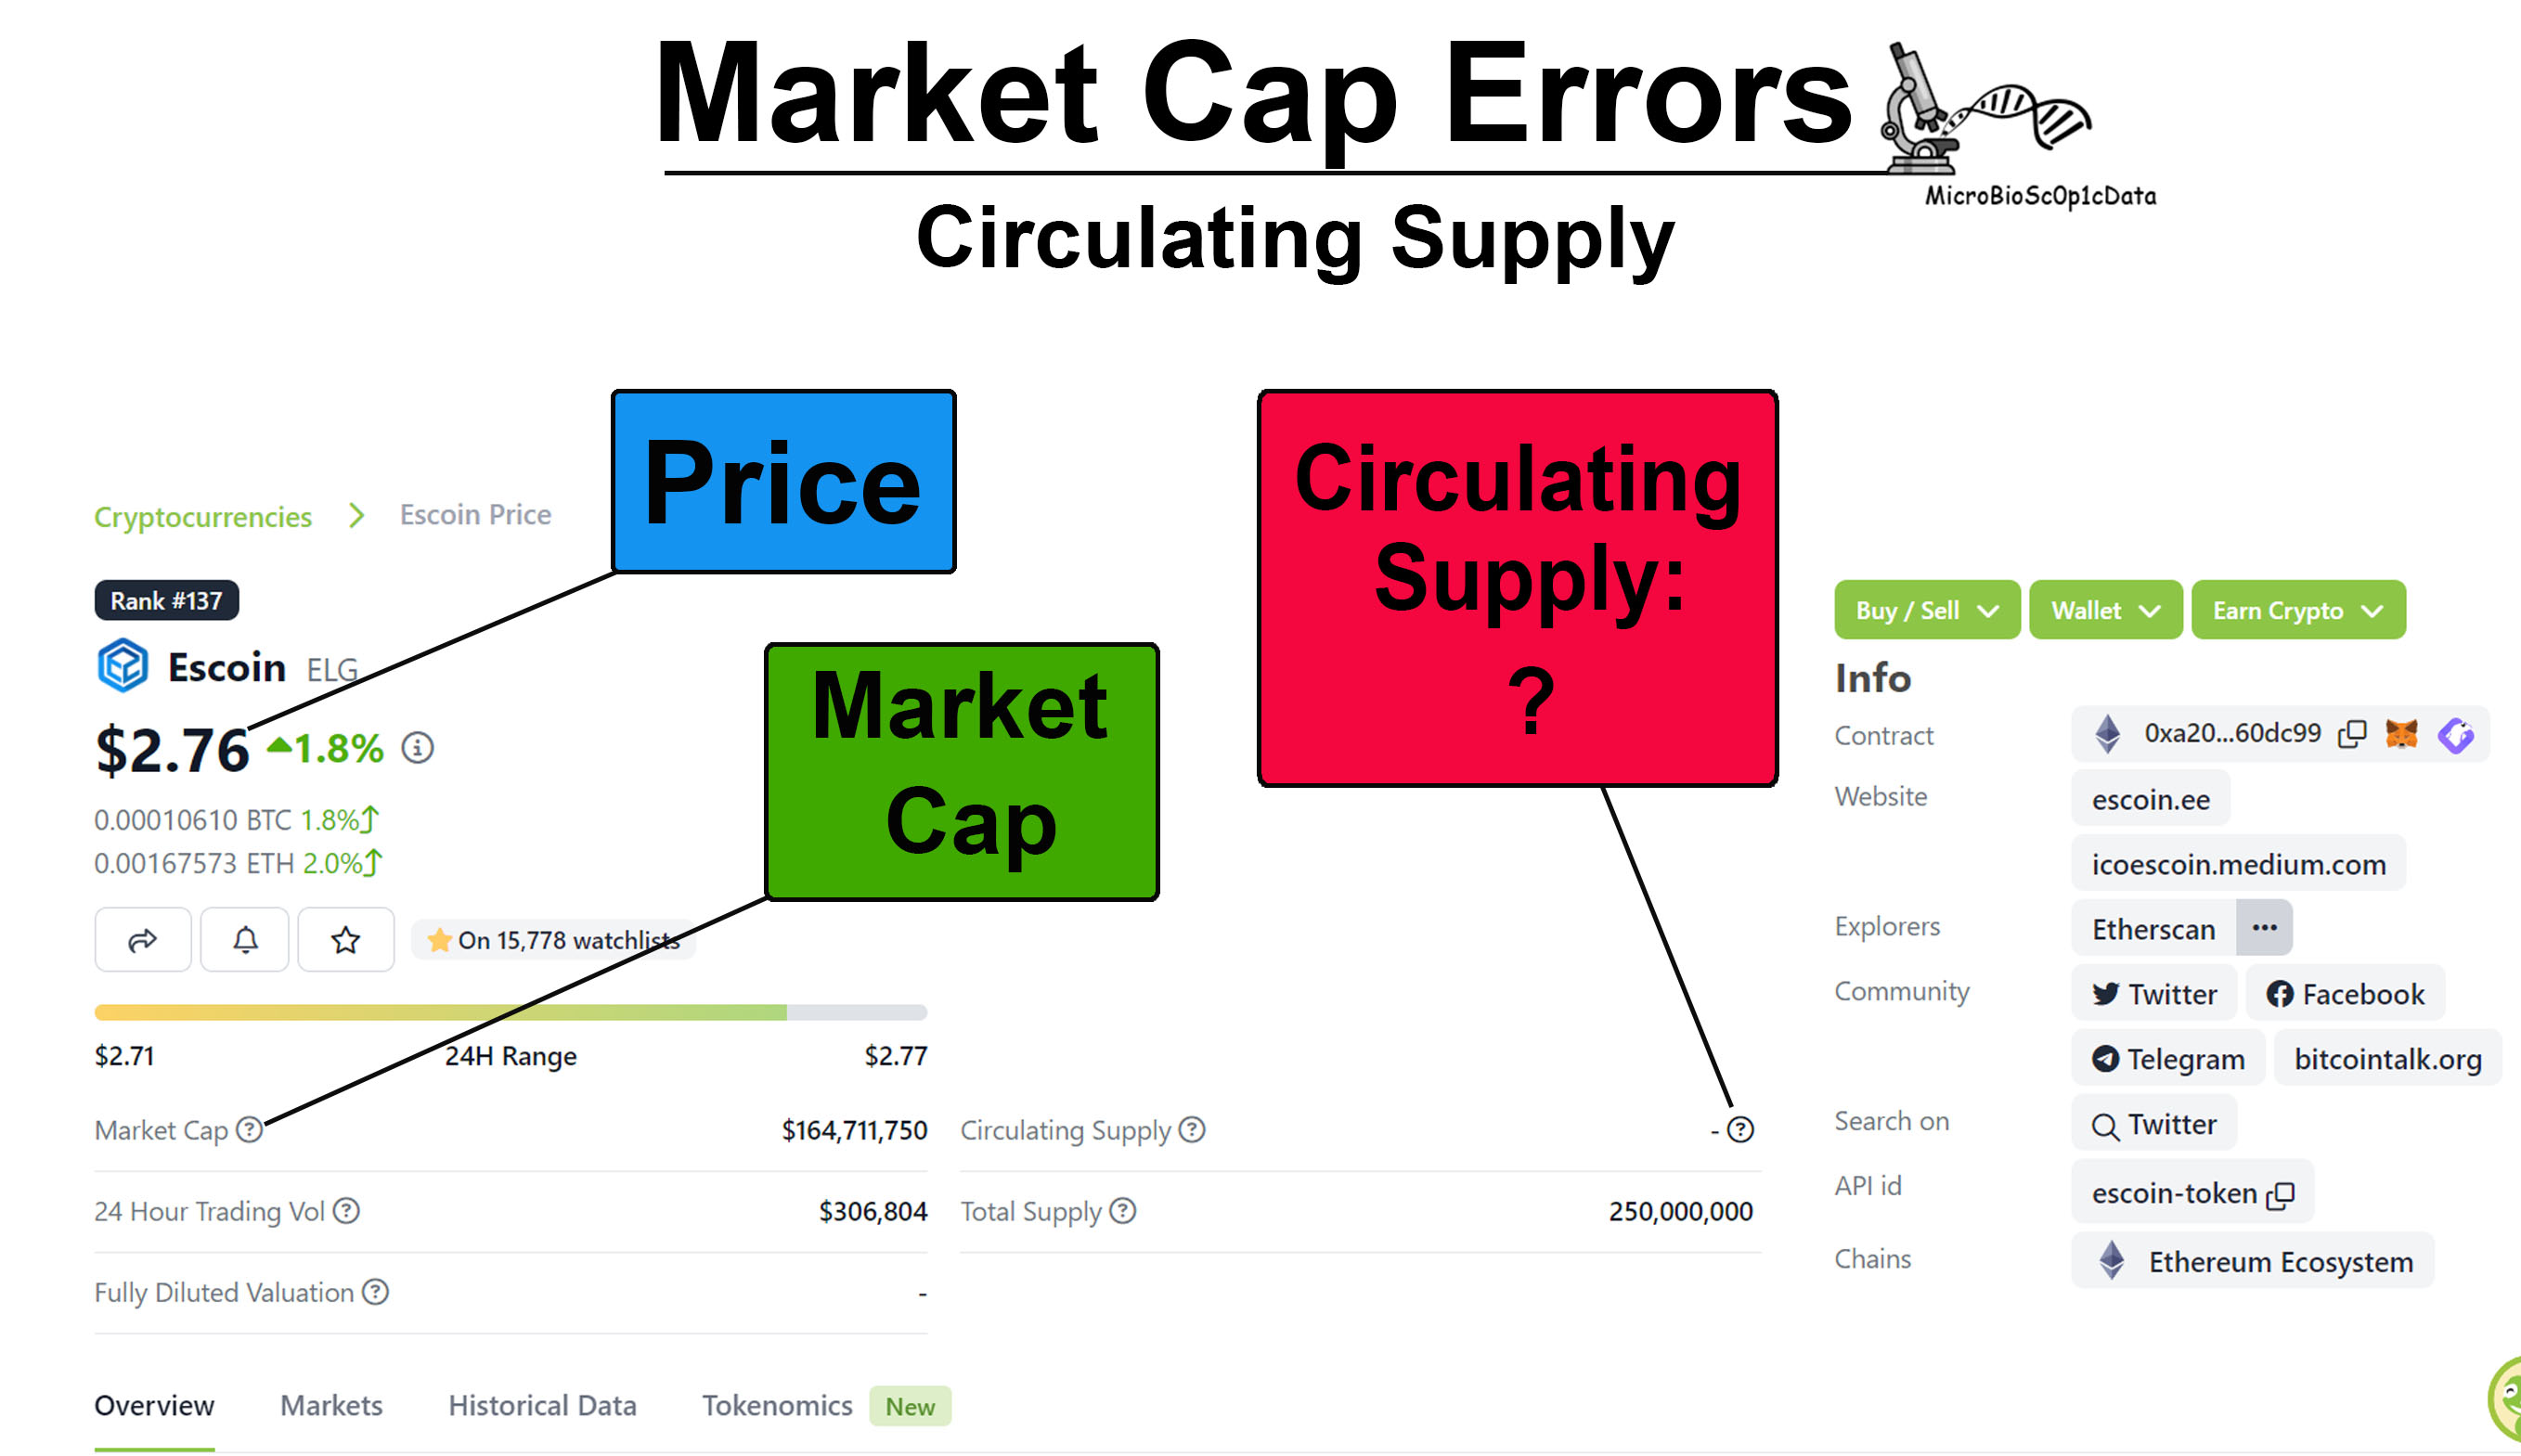 Market Cap Errors
MicroBioSc0p1cData
Circulating Supply
Price
Circulating
Supply:
?
Market
Cap
Cryptocurrencies > Escoin Price
Rank #137
Escoin ELG
$2.76 1.8%
0.00010610 BTC 1.8%
0.00167573 ETH 2.0%
On 15,778 watchlists
$2.71 24H Range $2.77
Market Cap ? $164,711,750
24 Hour Trading Vol ? $306,804
Fully Diluted Valuation ? -
Circulating Supply ? - ?
Total Supply ? 250,000,000
Buy / Sell Wallet Earn Crypto
Info
Contract 0xa20...60dc99
Website escoin.ee
icoescoin.medium.com
Explorers Etherscan ...
Community Twitter Facebook
Telegram bitcointalk.org
Search on Twitter
API id escoin-token
Chains Ethereum Ecosystem
Overview Markets Historical Data Tokenomics New